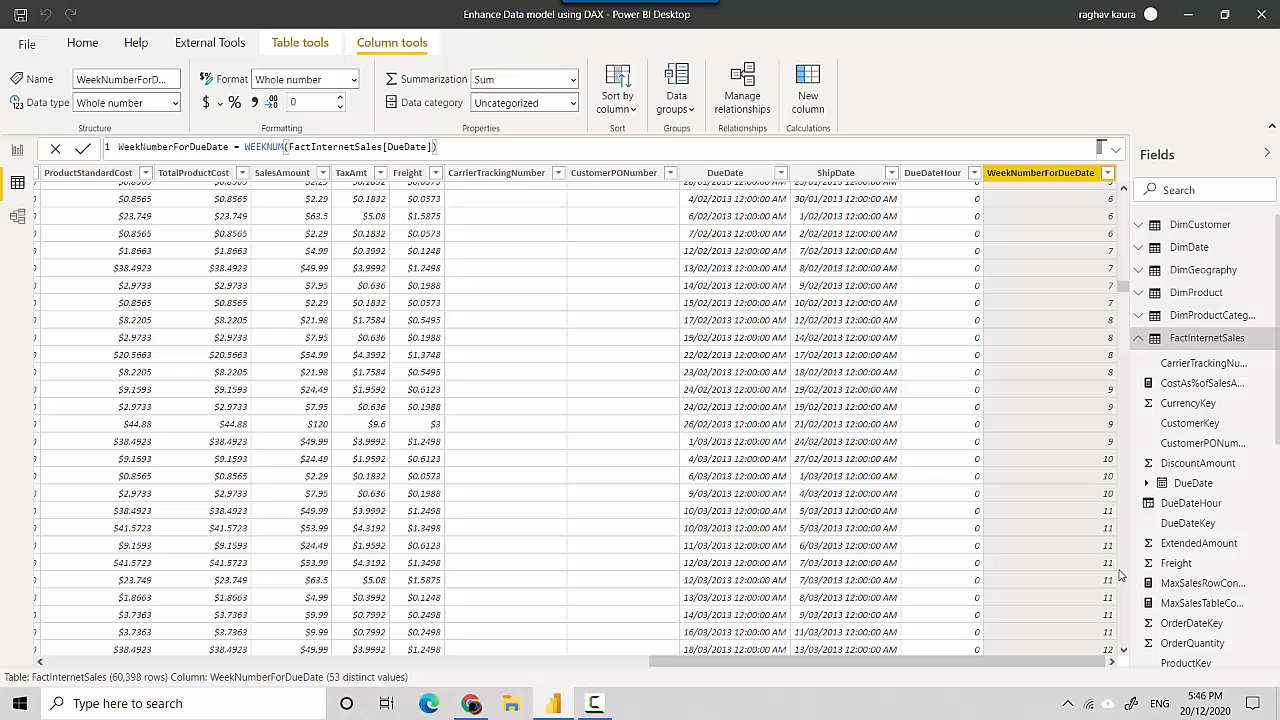 Enhance Data model using DAX - Power BI Desktop
raghav kaura
File Home Help External Tools Table tools Column tools
Name WeekNumberForD... Format Whole number Summarization Sum
Data type Whole number $ % 9 .00 0 Data category Uncategorized
Sort by column Data groups Manage relationships New column
Structure Formatting Properties Sort Groups Relationships Calculations
1 WeekNumberForDueDate = WEEKNUM(FactInternetSales[DueDate])
ProductStandardCost TotalProductCost SalesAmount TaxAmt Freight CarrierTrackingNumber CustomerPONumber DueDate ShipDate DueDateHour WeekNumberForDueDate
$0.8565 $0.8565 $2.29 $0.1832 $0.0573 4/02/2013 12:00:00 AM 30/01/2013 12:00:00 AM 0 6
$23.749 $23.749 $63.5 $5.08 $1.5875 6/02/2013 12:00:00 AM 1/02/2013 12:00:00 AM 0 6
$0.8565 $0.8565 $2.29 $0.1832 $0.0573 7/02/2013 12:00:00 AM 2/02/2013 12:00:00 AM 0 6
$1.8663 $1.8663 $4.99 $0.3992 $0.1248 12/02/2013 12:00:00 AM 7/02/2013 12:00:00 AM 0 7
$38.4923 $38.4923 $49.99 $3.9992 $1.2498 13/02/2013 12:00:00 AM 8/02/2013 12:00:00 AM 0 7
$2.9733 $2.9733 $7.95 $0.636 $0.1988 14/02/2013 12:00:00 AM 9/02/2013 12:00:00 AM 0 7
$0.8565 $0.8565 $2.29 $0.1832 $0.0573 15/02/2013 12:00:00 AM 10/02/2013 12:00:00 AM 0 7
$8.2205 $8.2205 $21.98 $1.7584 $0.5495 17/02/2013 12:00:00 AM 12/02/2013 12:00:00 AM 0 8
$2.9733 $2.9733 $7.95 $0.636 $0.1988 19/02/2013 12:00:00 AM 14/02/2013 12:00:00 AM 0 8
$20.5663 $20.5663 $54.99 $4.3992 $1.3748 22/02/2013 12:00:00 AM 17/02/2013 12:00:00 AM 0 8
$8.2205 $8.2205 $21.98 $1.7584 $0.5495 23/02/2013 12:00:00 AM 18/02/2013 12:00:00 AM 0 8
$9.1593 $9.1593 $24.49 $1.9592 $0.6123 24/02/2013 12:00:00 AM 19/02/2013 12:00:00 AM 0 9
$2.9733 $2.9733 $7.95 $0.636 $0.1988 24/02/2013 12:00:00 AM 19/02/2013 12:00:00 AM 0 9
$44.88 $44.88 $120 $9.6 $3 26/02/2013 12:00:00 AM 21/02/2013 12:00:00 AM 0 9
$38.4923 $38.4923 $49.99 $3.9992 $1.2498 1/03/2013 12:00:00 AM 24/02/2013 12:00:00 AM 0 9
$9.1593 $9.1593 $24.49 $1.9592 $0.6123 4/03/2013 12:00:00 AM 27/02/2013 12:00:00 AM 0 10
$0.8565 $0.8565 $2.29 $0.1832 $0.0573 6/03/2013 12:00:00 AM 1/03/2013 12:00:00 AM 0 10
$2.9733 $2.9733 $7.95 $0.636 $0.1988 9/03/2013 12:00:00 AM 4/03/2013 12:00:00 AM 0 10
$38.4923 $38.4923 $49.99 $3.9992 $1.2498 10/03/2013 12:00:00 AM 5/03/2013 12:00:00 AM 0 11
$41.5723 $41.5723 $53.99 $4.3192 $1.3498 10/03/2013 12:00:00 AM 5/03/2013 12:00:00 AM 0 11
$9.1593 $9.1593 $24.49 $1.9592 $0.6123 11/03/2013 12:00:00 AM 6/03/2013 12:00:00 AM 0 11
$41.5723 $41.5723 $53.99 $4.3192 $1.3498 12/03/2013 12:00:00 AM 7/03/2013 12:00:00 AM 0 11
$23.749 $23.749 $63.5 $5.08 $1.5875 12/03/2013 12:00:00 AM 7/03/2013 12:00:00 AM 0 11
$1.8663 $1.8663 $4.99 $0.3992 $0.1248 13/03/2013 12:00:00 AM 8/03/2013 12:00:00 AM 0 11
$3.7363 $3.7363 $9.99 $0.7992 $0.2498 14/03/2013 12:00:00 AM 9/03/2013 12:00:00 AM 0 11
$3.7363 $3.7363 $9.99 $0.7992 $0.2498 16/03/2013 12:00:00 AM 11/03/2013 12:00:00 AM 0 11
$38.4923 $38.4923 $49.99 $3.9992 $1.2498 18/03/2013 12:00:00 AM 13/03/2013 12:00:00 AM 0 12
Fields
Search
DimCustomer
DimDate
DimGeography
DimProduct
DimProductCateg...
FactInternetSales
CarrierTrackingNu...
CostAs%ofSalesA...
CurrencyKey
CustomerKey
CustomerPONum...
DiscountAmount
DueDate
DueDateHour
DueDateKey
ExtendedAmount
Freight
MaxSalesRowCon...
MaxSalesTableCo...
OrderDateKey
OrderQuantity
ProductKey
Table: FactInternetSales (60,398 rows) Column: WeekNumberForDueDate (53 distinct values)
Type here to search
ENG
5:46 PM
20/12/2020